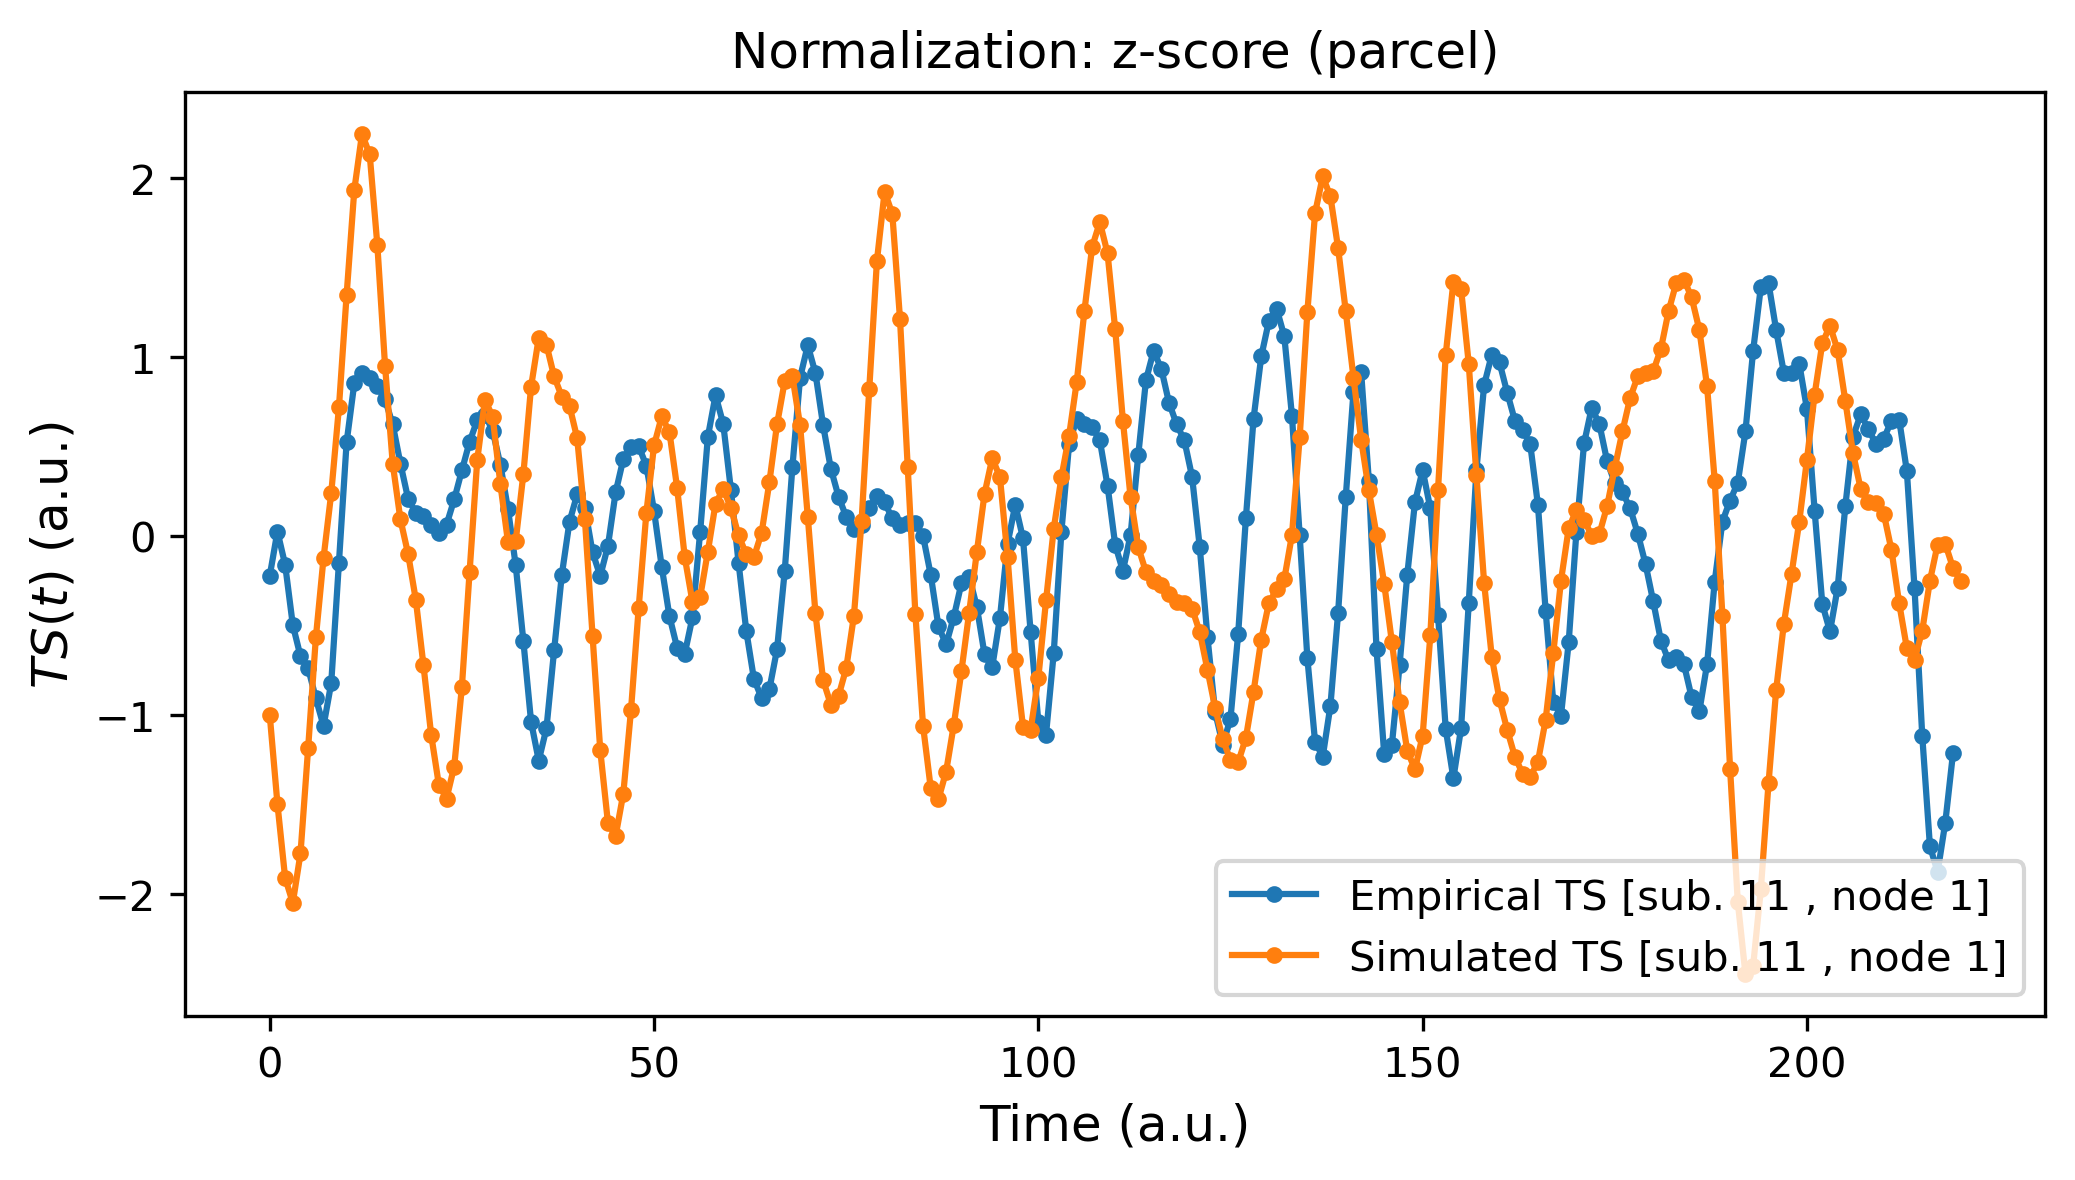 Normalization: z-score (parcel)
TS(t) (a.u.)
2
1
0
−1
−2
Empirical TS [sub. 11 , node 1]
Simulated TS [sub. 11 , node 1]
0 50 100 150 200
Time (a.u.)